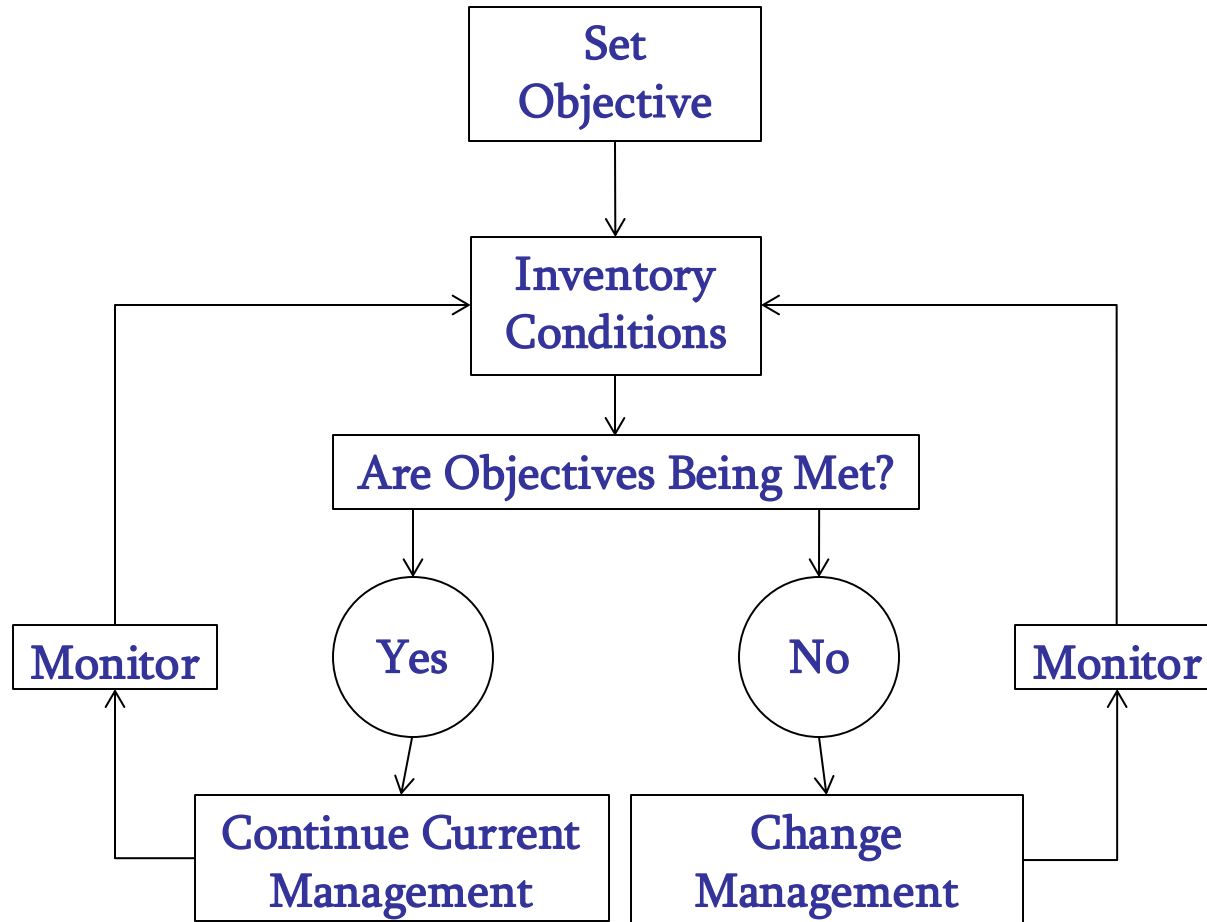 Set
Objective
Inventory
Conditions
Are Objectives Being Met?
Monitor
Yes
No
Monitor
Continue Current
Management
Change
Management